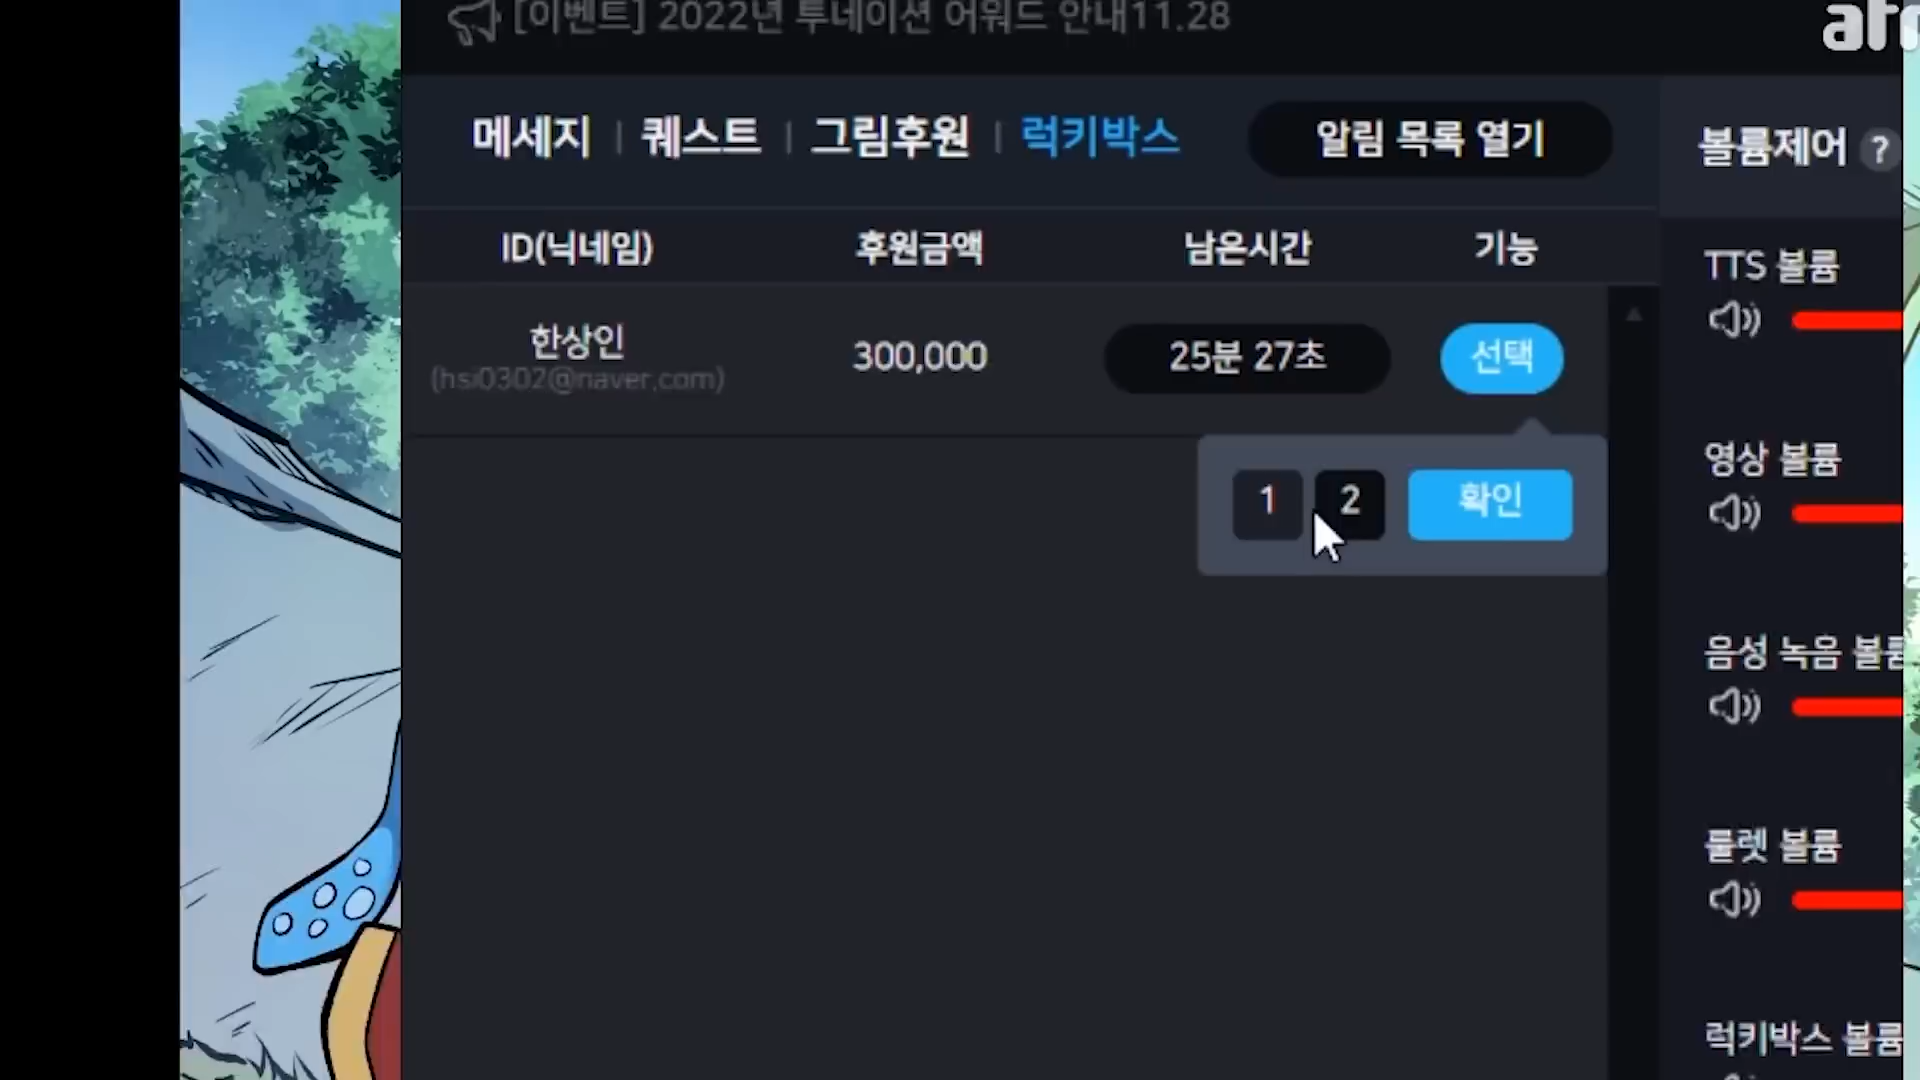 [이벤트] 2022년 투네이션 어워드 안내11.28
메세지 | 퀘스트 | 그림후원 | 럭키박스
알림 목록 열기
볼륨제어 ?
ID(닉네임) 후원금액 남은시간 기능
한상인
(hsi0302@naver.com)
300,000 25분 27초 선택
1 2 확인
TTS 볼륨
영상 볼륨
음성 녹음 볼륨
룰렛 볼륨
럭키박스 볼륨